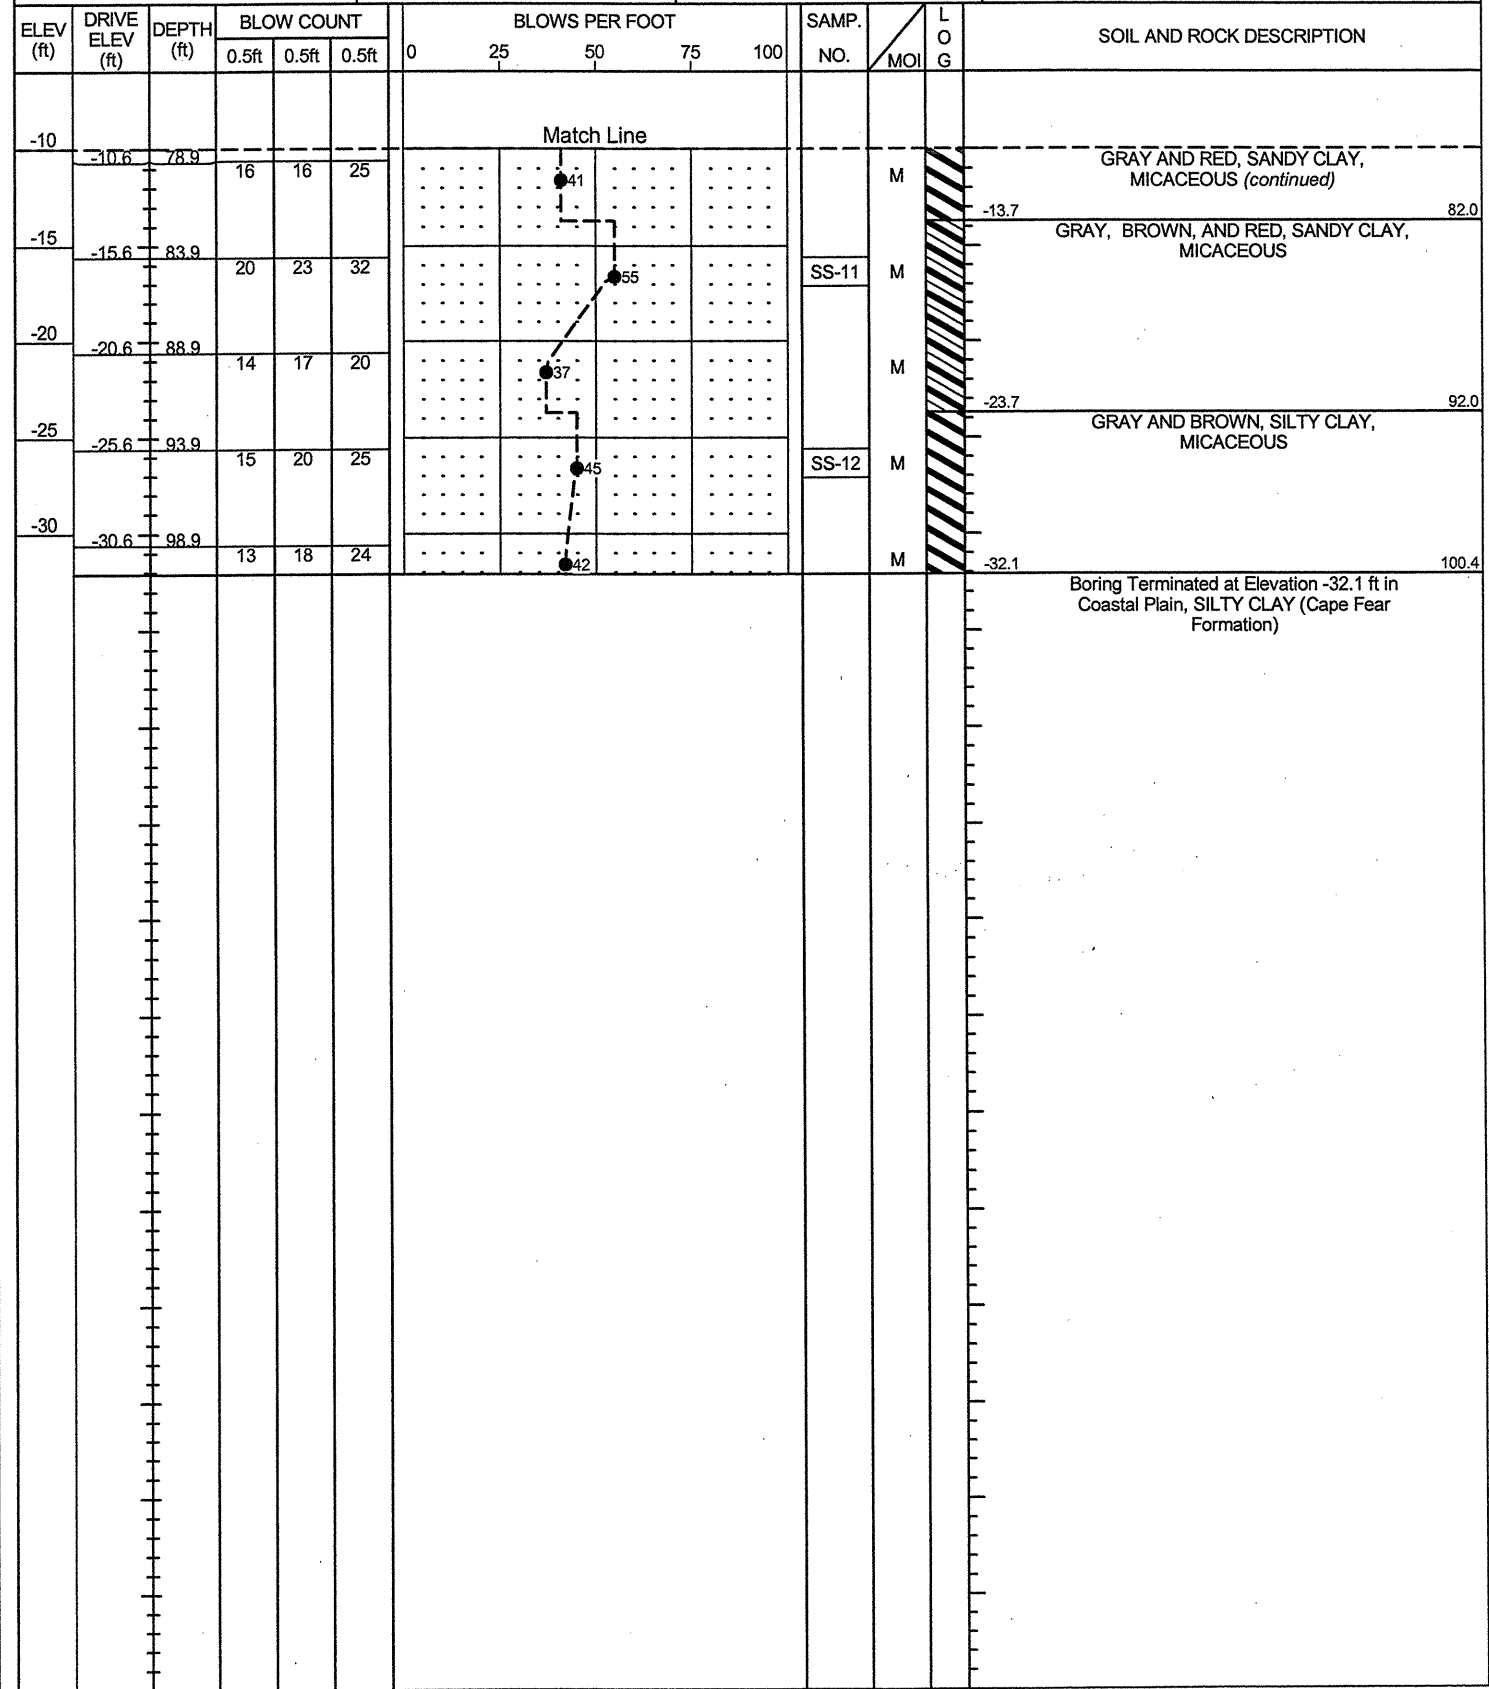 ELEV (ft) DRIVE ELEV (ft) DEPTH (ft) BLOW COUNT BLOWS PER FOOT SAMP. NO. MOI LOG SOIL AND ROCK DESCRIPTION
0.5ft 0.5ft 0.5ft 0 25 50 75 100
Match Line
-10
-10.6 78.9 16 16 25 41 M GRAY AND RED, SANDY CLAY,
MICACEOUS (continued)
-13.7 82.0
-15 GRAY, BROWN, AND RED, SANDY CLAY,
MICACEOUS
-15.6 83.9 20 23 32 55 SS-11 M
-20
-20.6 88.9 14 17 20 37 M
-23.7 92.0
-25 GRAY AND BROWN, SILTY CLAY,
MICACEOUS
-25.6 93.9 15 20 25 45 SS-12 M
-30
-30.6 98.9 13 18 24 42 M
-32.1 100.4
Boring Terminated at Elevation -32.1 ft in
Coastal Plain, SILTY CLAY (Cape Fear
Formation)